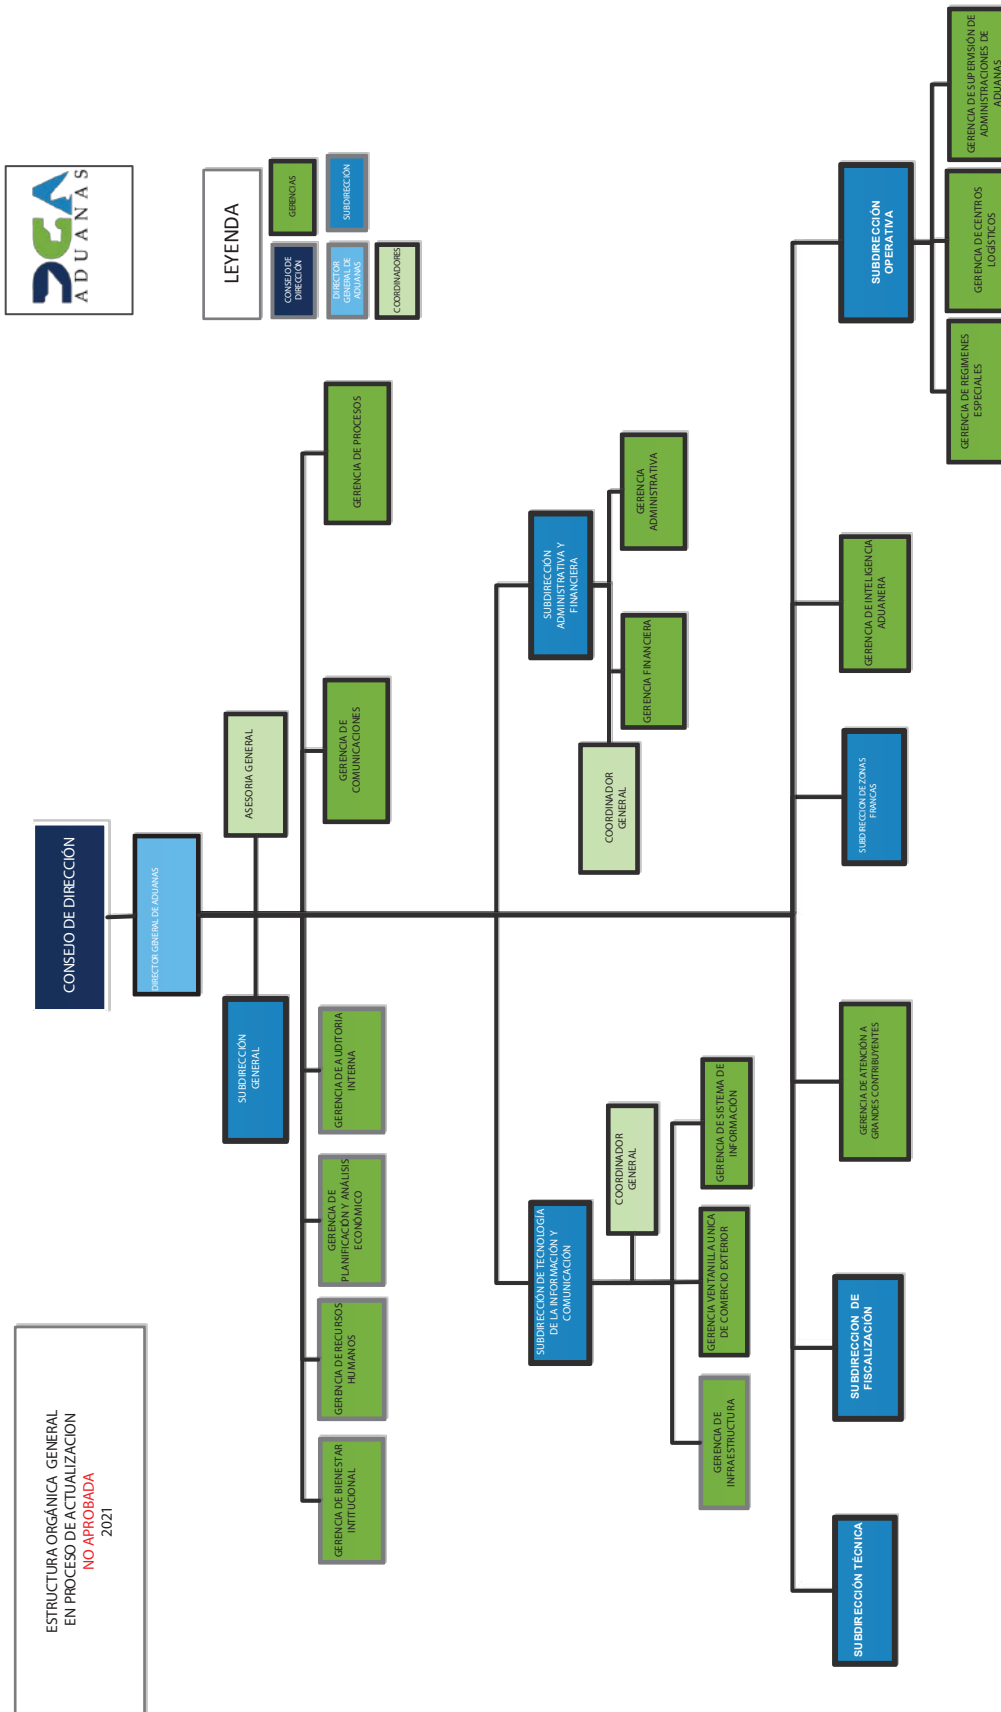 ESTRUCTURA ORGÁNICA GENERAL
EN PROCESO DE ACTUALIZACION
NO APROBADA
2021
CONSEJO DE DIRECCIÓN
DGA
ADUANAS
DIRECTOR GENERAL DE ADUANAS
LEYENDA
CONSEJO DE
DIRECCIÓN
GERENCIAS
DIRECTOR
GENERAL DE
ADUANAS
SUBDIRECCIÓN
COORDINADORES
SUBDIRECCIÓN
GENERAL
ASESORIA GENERAL
GERENCIA DE BIENESTAR
INTITUCIONAL
GERENCIA DE RECURSOS
HUMANOS
GERENCIA DE
PLANIFICACIÓN Y ANÁLISIS
ECONÓMICO
GERENCIA DE AUDITORIA
INTERNA
GERENCIA DE
COMUNICACIONES
GERENCIA DE PROCESOS
SUBDIRECCIÓN DE TECNOLOGÍA
DE LA INFORMACIÓN Y
COMUNICACIÓN
SUBDIRECCIÓN
ADMINISTRATIVA Y
FINANCIERA
COORDINADOR
GENERAL
COORDINADOR
GENERAL
GERENCIA FINANCIERA
GERENCIA
ADMINISTRATIVA
GERENCIA DE
INFRAESTRUCTURA
GERENCIA VENTANILLA UNICA
DE COMERCIO EXTERIOR
GERENCIA DE SISTEMA DE
INFORMACIÓN
SUBDIRECCIÓN TÉCNICA
SUBDIRECCION DE
FISCALIZACIÓN
GERENCIA DE ATENCIÓN A
GRANDES CONTRIBUYENTES
SUBDIRECCION DE ZONAS
FRANCAS
GERENCIA DE INTELIGENCIA
ADUANERA
SUBDIRECCIÓN
OPERATIVA
GERENCIA DE REGIMENES
ESPECIALES
GERENCIA DE CENTROS
LOGÍSTICOS
GERENCIA DE SUPERVISIÓN DE
ADMINISTRACIONES DE
ADUANAS